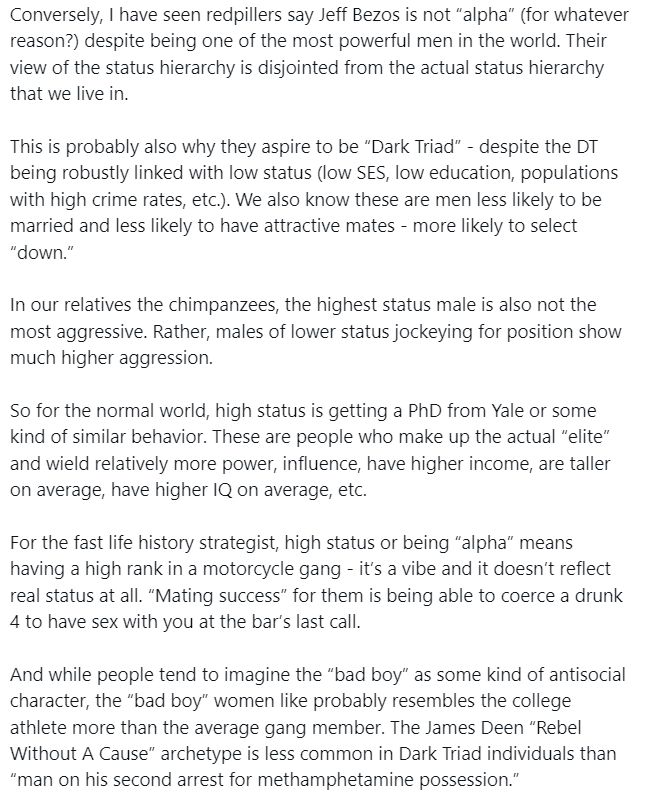 Conversely, I have seen redpillers say Jeff Bezos is not “alpha” (for whatever
reason?) despite being one of the most powerful men in the world. Their
view of the status hierarchy is disjointed from the actual status hierarchy
that we live in.
This is probably also why they aspire to be “Dark Triad” - despite the DT
being robustly linked with low status (low SES, low education, populations
with high crime rates, etc.). We also know these are men less likely to be
married and less likely to have attractive mates - more likely to select
“down.”
In our relatives the chimpanzees, the highest status male is also not the
most aggressive. Rather, males of lower status jockeying for position show
much higher aggression.
So for the normal world, high status is getting a PhD from Yale or some
kind of similar behavior. These are people who make up the actual “elite”
and wield relatively more power, influence, have higher income, are taller
on average, have higher IQ on average, etc.
For the fast life history strategist, high status or being “alpha” means
having a high rank in a motorcycle gang - it’s a vibe and it doesn’t reflect
real status at all. “Mating success” for them is being able to coerce a drunk
4 to have sex with you at the bar’s last call.
And while people tend to imagine the “bad boy” as some kind of antisocial
character, the “bad boy” women like probably resembles the college
athlete more than the average gang member. The James Deen “Rebel
Without A Cause” archetype is less common in Dark Triad individuals than
“man on his second arrest for methamphetamine possession.”